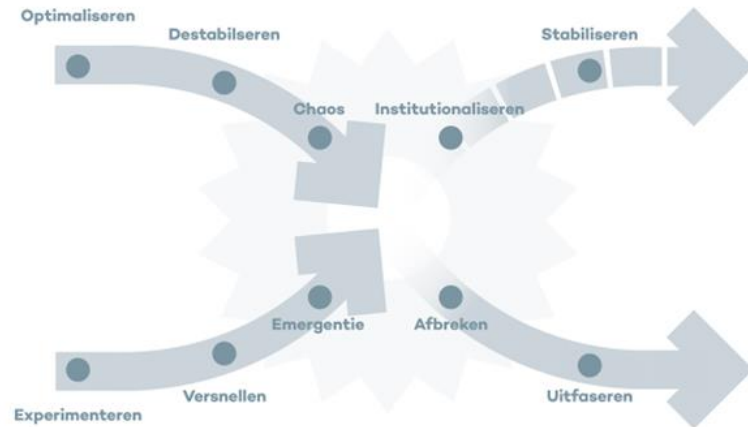 Optimaliseren
Destabilseren
Chaos
Institutionaliseren
Stabiliseren
Emergentie
Afbreken
Versnellen
Uitfaseren
Experimenteren